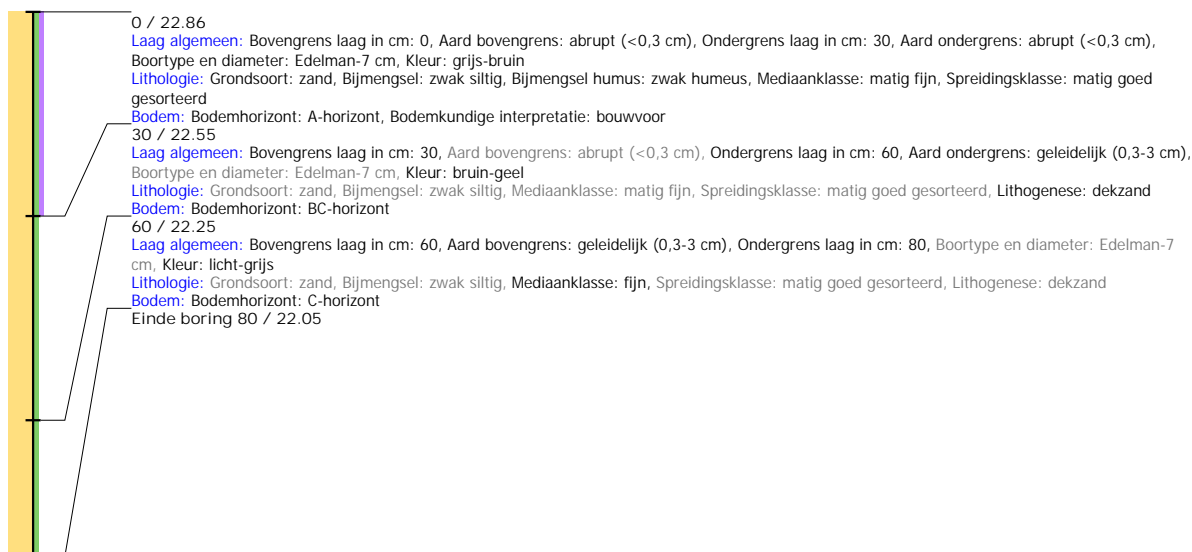 0 / 22.86
Laag algemeen: Bovengrens laag in cm: 0, Aard bovengrens: abrupt (<0,3 cm), Ondergrens laag in cm: 30, Aard ondergrens: abrupt (<0,3 cm),
Boortype en diameter: Edelman-7 cm, Kleur: grijs-bruin
Lithologie: Grondsoort: zand, Bijmengsel: zwak siltig, Bijmengsel humus: zwak humeus, Mediaanklasse: matig fijn, Spreidingsklasse: matig goed
gesorteerd
Bodem: Bodemhorizont: A-horizont, Bodemkundige interpretatie: bouwvoor
30 / 22.55
Laag algemeen: Bovengrens laag in cm: 30, Aard bovengrens: abrupt (<0,3 cm), Ondergrens laag in cm: 60, Aard ondergrens: geleidelijk (0,3-3 cm),
Boortype en diameter: Edelman-7 cm, Kleur: bruin-geel
Lithologie: Grondsoort: zand, Bijmengsel: zwak siltig, Mediaanklasse: matig fijn, Spreidingsklasse: matig goed gesorteerd, Lithogenese: dekzand
Bodem: Bodemhorizont: BC-horizont
60 / 22.25
Laag algemeen: Bovengrens laag in cm: 60, Aard bovengrens: geleidelijk (0,3-3 cm), Ondergrens laag in cm: 80, Boortype en diameter: Edelman-7
cm, Kleur: licht-grijs
Lithologie: Grondsoort: zand, Bijmengsel: zwak siltig, Mediaanklasse: fijn, Spreidingsklasse: matig goed gesorteerd, Lithogenese: dekzand
Bodem: Bodemhorizont: C-horizont
Einde boring 80 / 22.05